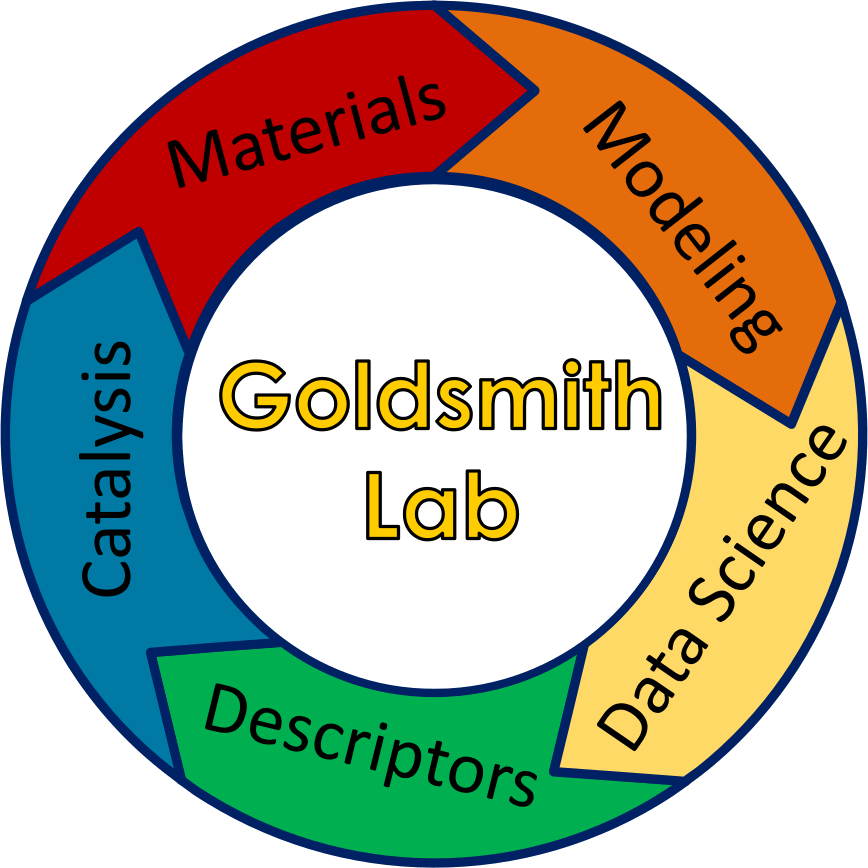 Materials
Modeling
Data Science
Descriptors
Catalysis
Goldsmith
Lab